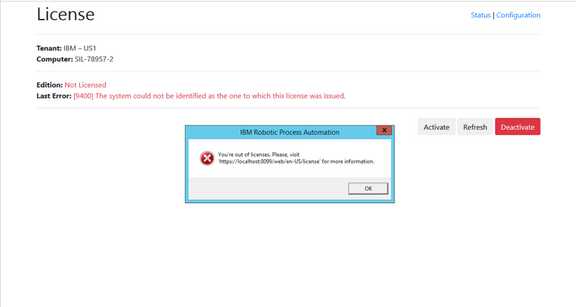 License
Status | Configuration
Tenant: IBM – US1
Computer: SIL-78957-2
Edition: Not Licensed
Last Error: [9400] The system could not be identified as the one to which this license was issued.
Activate
Refresh
Deactivate
IBM Robotic Process Automation
x
You're out of licenses. Please, visit
'https://localhost:8099/web/en-US/license' for more information.
OK